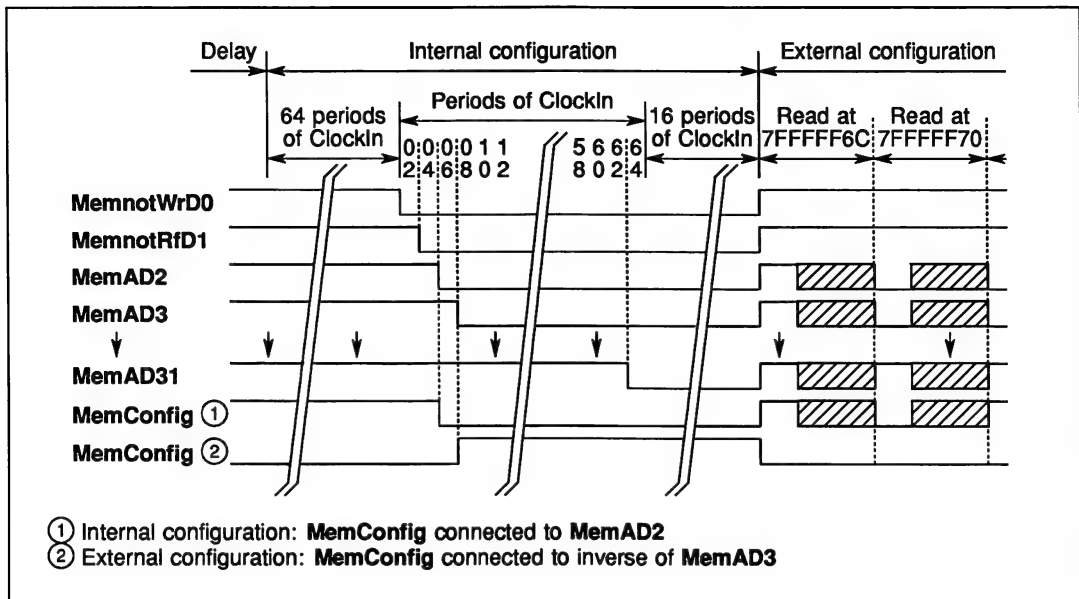 Delay Internal configuration External configuration
Periods of ClockIn
64 periods of ClockIn
16 periods of ClockIn
Read at 7FFFFF6C
Read at 7FFFFF70
0 0 0 0 1 1 5 6 6 6
2 4 6 8 0 2 8 0 2 4
MemnotWrD0
MemnotRfD1
MemAD2
MemAD3
MemAD31
MemConfig ①
MemConfig ②
① Internal configuration: MemConfig connected to MemAD2
② External configuration: MemConfig connected to inverse of MemAD3